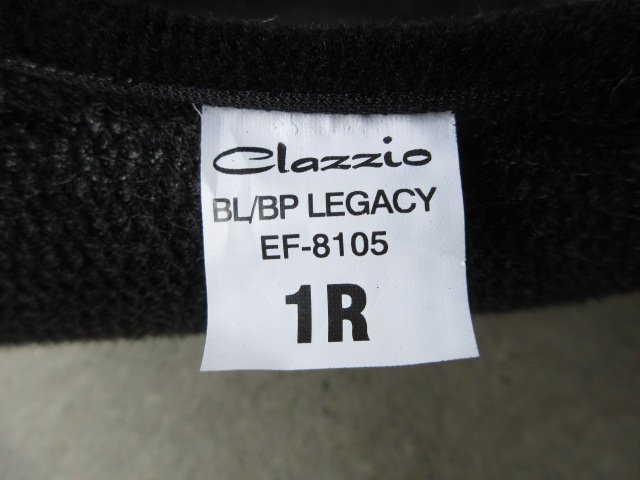 Clazzio
BL/BP LEGACY
EF-8105
1R